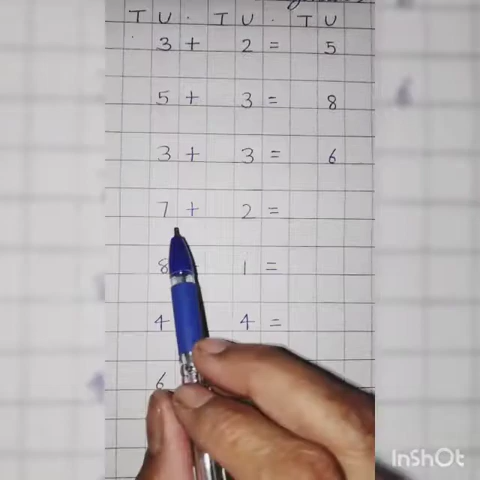 T U . T U . T U
3 + 2 = 5
5 + 3 = 8
3 + 3 = 6
7 + 2 =
8 1 =
4 4 =
6
InShOt